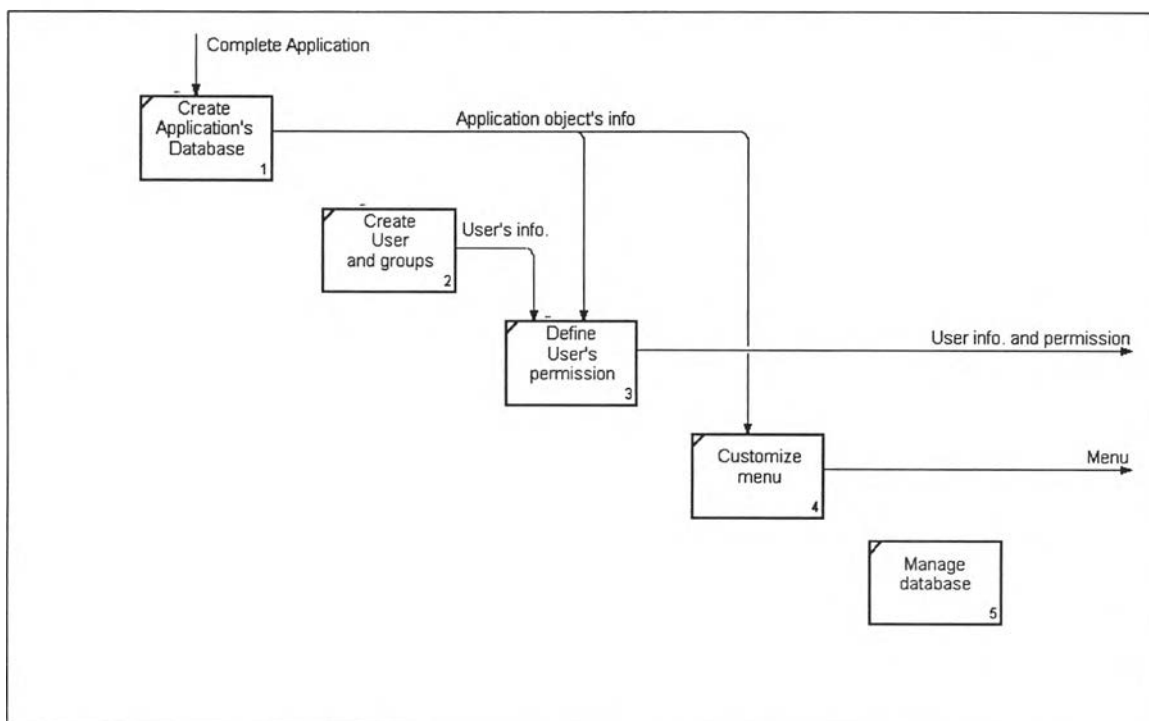 Complete Application
Create
Application's
Database
1
Application object's info
Create
User
and groups
2
User's info.
Define
User's
permission
3
User info. and permission
Customize
menu
4
Menu
Manage
database
5